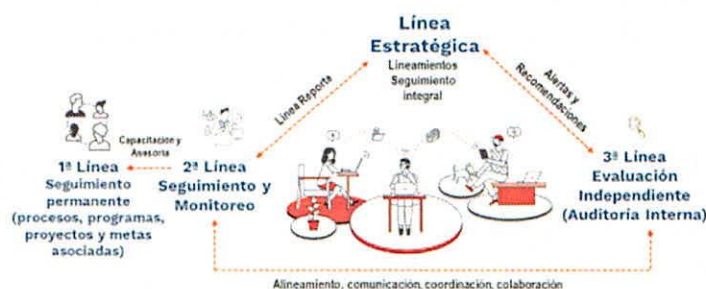 Línea
Estratégica
Lineamientos
Seguimiento
integral
Línea Reporte
Alertas y
Recomendaciones
Capacitación y
Asesoría
1ª Línea
Seguimiento
permanente
(procesos, programas,
proyectos y metas
asociadas)
2ª Línea
Seguimiento y
Monitoreo
3ª Línea
Evaluación
Independiente
(Auditoría Interna)
Alineamiento, comunicación, coordinación, colaboración